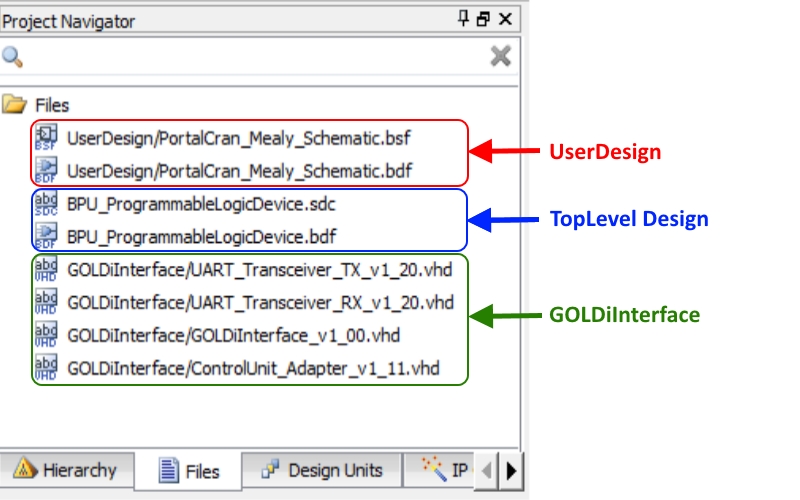 Project Navigator
Files
UserDesign/PortalCran_Mealy_Schematic.bsf
BSF
UserDesign/PortalCran_Mealy_Schematic.bdf
BDF
UserDesign
abc
SDC
BPU_ProgrammableLogicDevice.sdc
BPU_ProgrammableLogicDevice.bdf
BDF
TopLevel Design
abd
VHD
GOLDiInterface/UART_Transceiver_TX_v1_20.vhd
abd
VHD
GOLDiInterface/UART_Transceiver_RX_v1_20.vhd
abd
VHD
GOLDiInterface/GOLDiInterface_v1_00.vhd
abd
VHD
GOLDiInterface/ControlUnit_Adapter_v1_11.vhd
GOLDiInterface
Hierarchy
Files
Design Units
IP